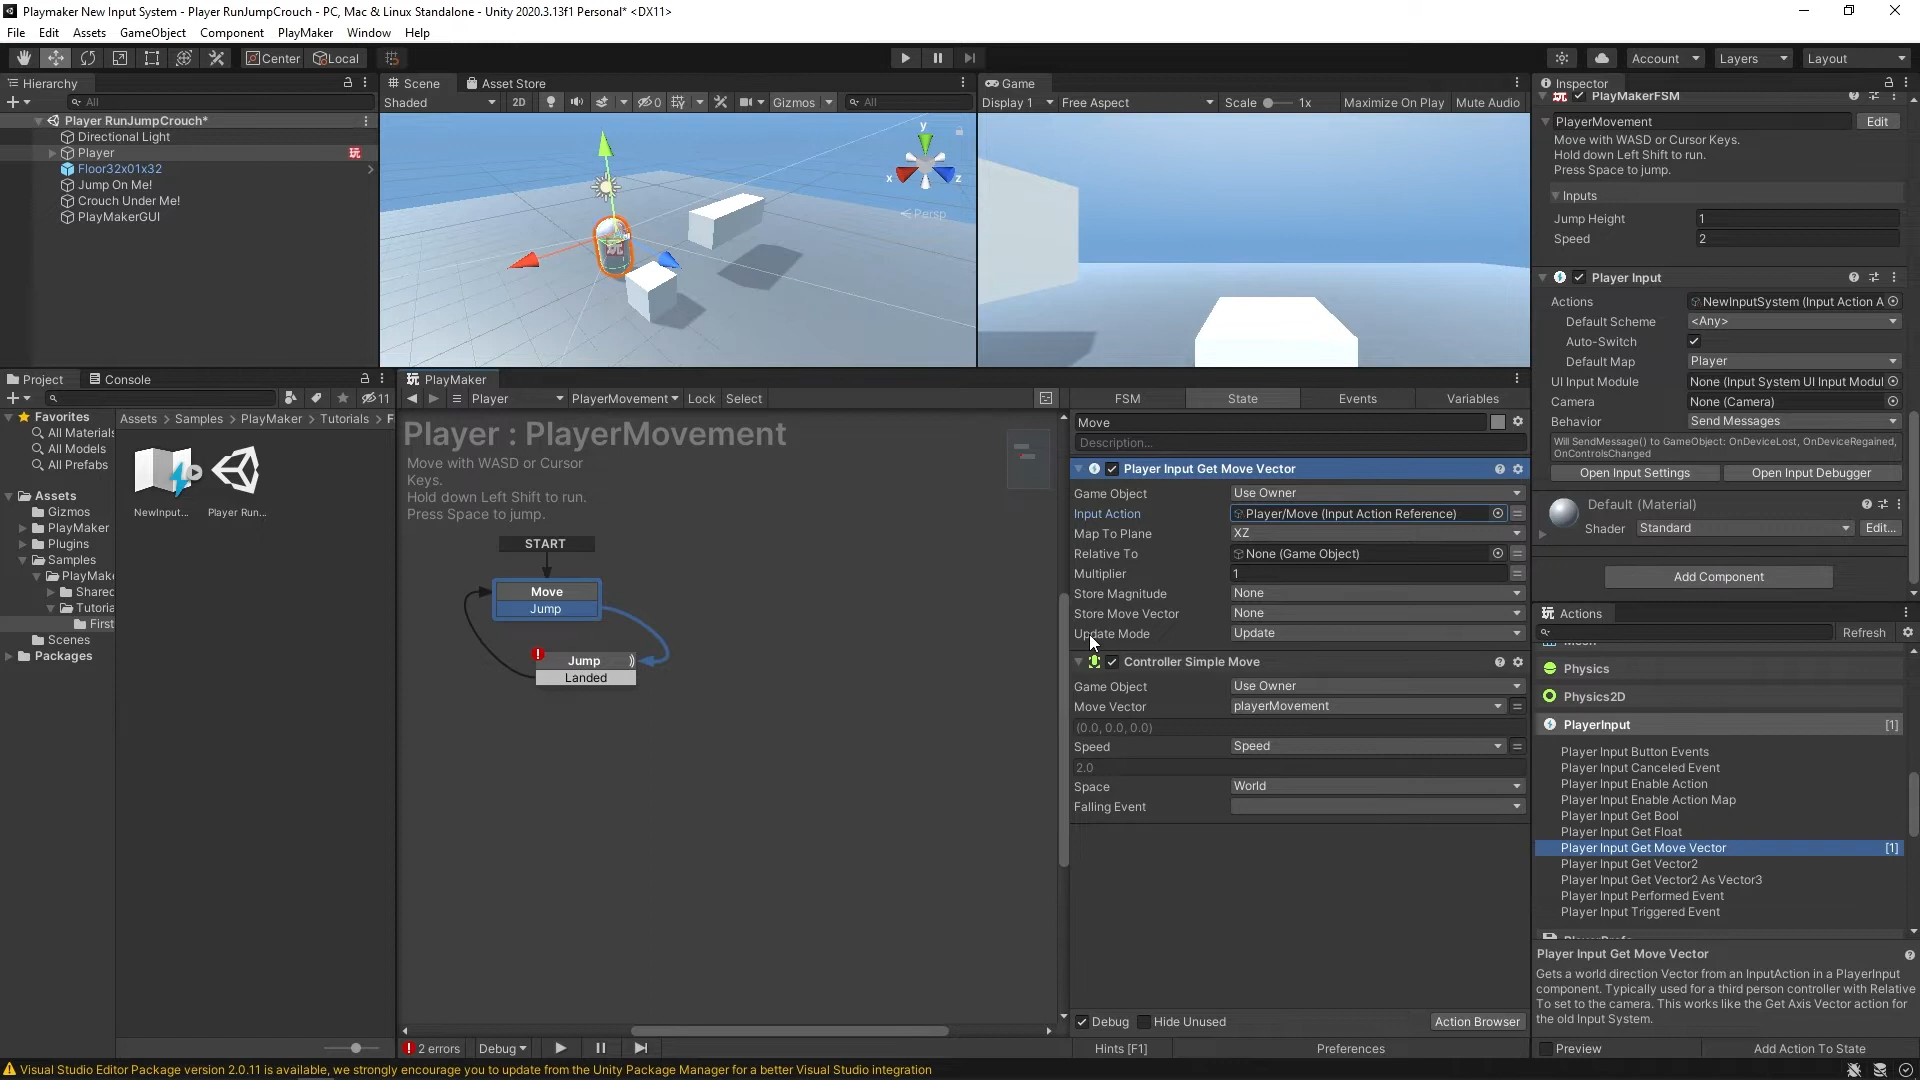 Playmaker New Input System - Player RunJumpCrouch - PC, Mac & Linux Standalone - Unity 2020.3.13f1 Personal* <DX11>
File Edit Assets GameObject Component PlayMaker Window Help
Center Local Account Layers Layout
Hierarchy
All
Player RunJumpCrouch*
Directional Light
Player
Floor32x01x32
Jump On Me!
Crouch Under Me!
PlayMakerGUI
Scene Asset Store
Shaded 2D 0 Gizmos All
y
x z
Persp
Game
Display 1 Free Aspect Scale 1x Maximize On Play Mute Audio
Inspector
PlayMakerFSM
PlayerMovement Edit
Move with WASD or Cursor Keys.
Hold down Left Shift to run.
Press Space to jump.
Inputs
Jump Height 1
Speed 2
Player Input
Actions NewInputSystem (Input Action A
Default Scheme <Any>
Auto-Switch
Default Map Player
UI Input Module None (Input System UI Input Modul
Camera None (Camera)
Behavior Send Messages
Will SendMessage() to GameObject: OnDeviceLost, OnDeviceRegained,
OnControlsChanged
Open Input Settings Open Input Debugger
Default (Material)
Shader Standard Edit...
Add Component
Project Console
11
Favorites
All Materials
All Models
All Prefabs
Assets
Gizmos
PlayMaker
Plugins
Samples
PlayMake
Shared
Tutoria
First
Scenes
Packages
Assets > Samples > PlayMaker > Tutorials > F
NewInput...
Player Run...
PlayMaker
Player PlayerMovement Lock Select
Player : PlayerMovement
Move with WASD or Cursor
Keys.
Hold down Left Shift to run.
Press Space to jump.
START
Move
Jump
Jump
Landed
! 2 errors Debug
FSM State Events Variables
Move
Description...
Player Input Get Move Vector
Game Object Use Owner
Input Action Player/Move (Input Action Reference)
Map To Plane XZ
Relative To None (Game Object)
Multiplier 1
Store Magnitude None
Store Move Vector None
Update Mode Update
Controller Simple Move
Game Object Use Owner
Move Vector playerMovement
(0.0, 0.0, 0.0)
Speed Speed
2.0
Space World
Falling Event
Debug Hide Unused Action Browser
Hints [F1] Preferences
Actions
Refresh
Physics
Physics2D
PlayerInput [1]
Player Input Button Events
Player Input Canceled Event
Player Input Enable Action
Player Input Enable Action Map
Player Input Get Bool
Player Input Get Float
Player Input Get Move Vector [1]
Player Input Get Vector2
Player Input Get Vector2 As Vector3
Player Input Performed Event
Player Input Triggered Event
Player Input Get Move Vector
Gets a world direction Vector from an InputAction in a PlayerInput
component. Typically used for a third person controller with Relative
To set to the camera. This works like the Get Axis Vector action for
the old Input System.
Preview Add Action To State
Visual Studio Editor Package version 2.0.11 is available, we strongly encourage you to update from the Unity Package Manager for a better Visual Studio integration